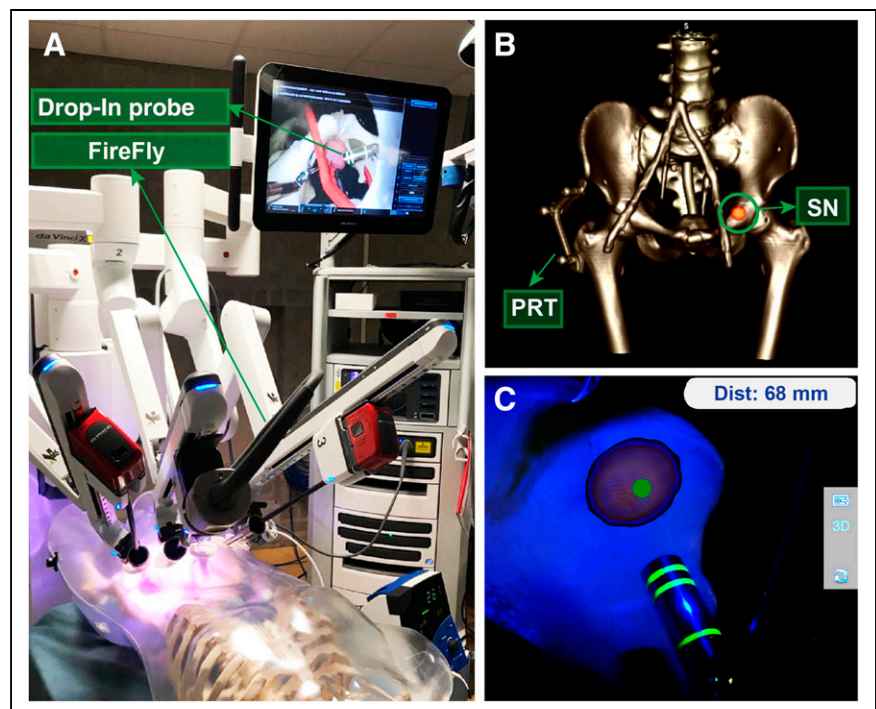 A
Drop-In probe
FireFly
da Vinci X
2
3
B
S
SN
PRT
C
Dist: 68 mm
3D